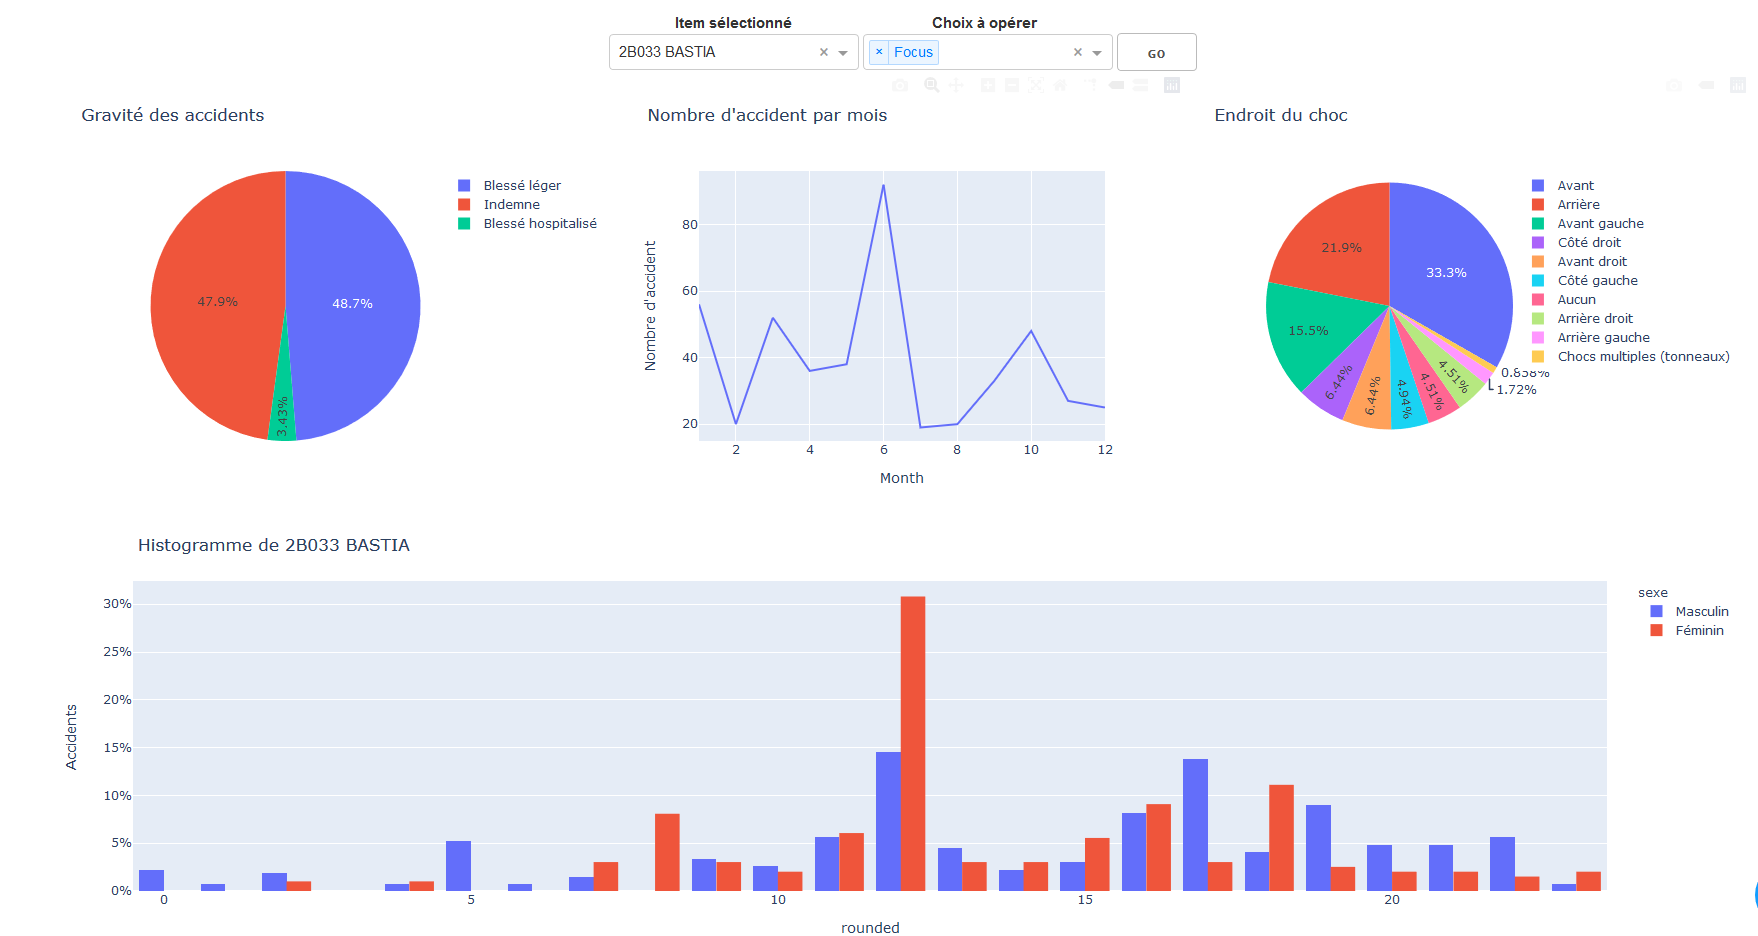 Item sélectionné
Choix à opérer
2B033 BASTIA × 
× Focus ×
GO
Gravité des accidents
48.7%
47.9%
3.43%
Blessé léger
Indemne
Blessé hospitalisé
Nombre d'accident par mois
Nombre d'accident
80
60
40
20
2 4 6 8 10 12
Month
Endroit du choc
33.3%
21.9%
15.5%
6.44%
6.44%
4.94%
4.51%
4.51%
1.72%
0.858%
Avant
Arrière
Avant gauche
Côté droit
Avant droit
Côté gauche
Aucun
Arrière droit
Arrière gauche
Chocs multiples (tonneaux)
Histogramme de 2B033 BASTIA
Accidents
30%
25%
20%
15%
10%
5%
0%
0 5 10 15 20
rounded
sexe
Masculin
Féminin